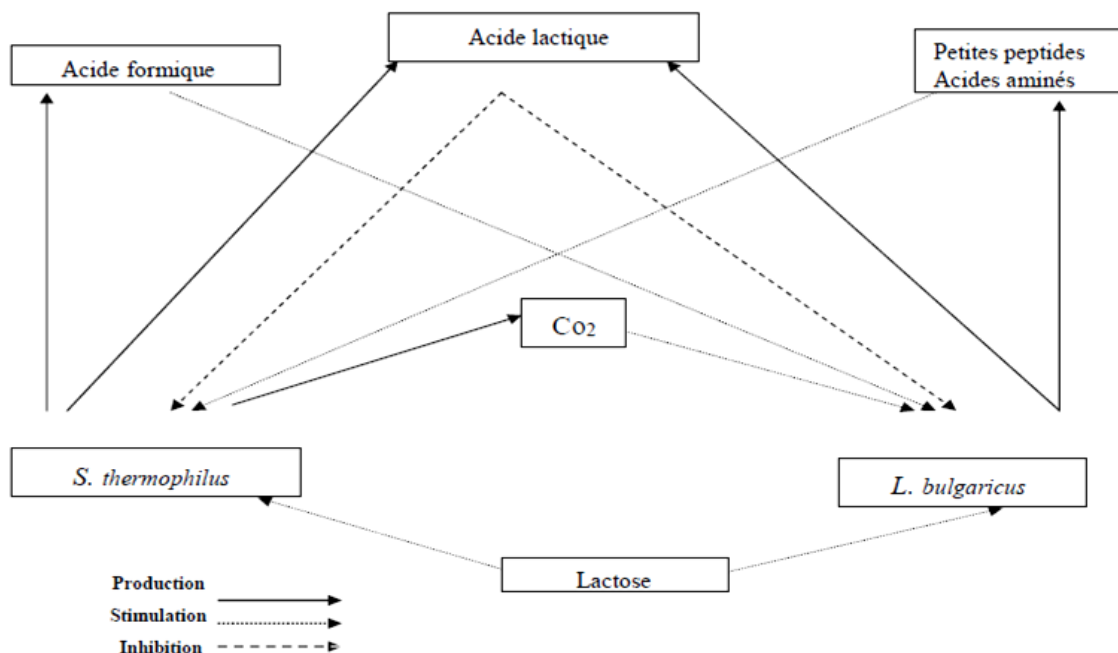 Acide lactique
Acide formique
Petites peptides
Acides aminés
Co₂
S. thermophilus
L. bulgaricus
Lactose
Production
Stimulation
Inhibition